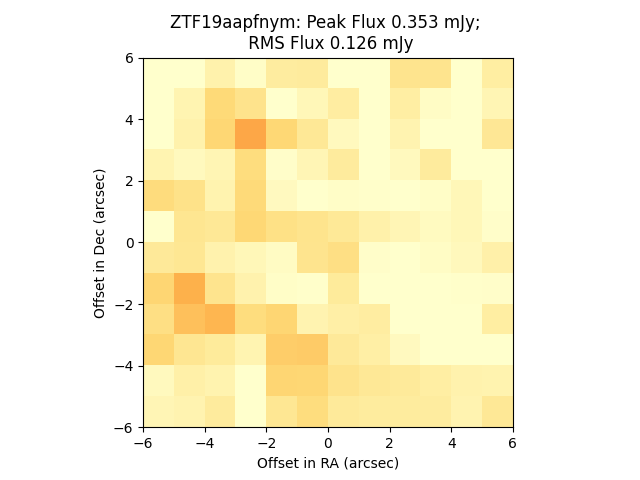 ZTF19aapfnym: Peak Flux 0.353 mJy;
RMS Flux 0.126 mJy
6
4
2
0
−2
−4
−6
Offset in Dec (arcsec)
−6 −4 −2 0 2 4 6
Offset in RA (arcsec)